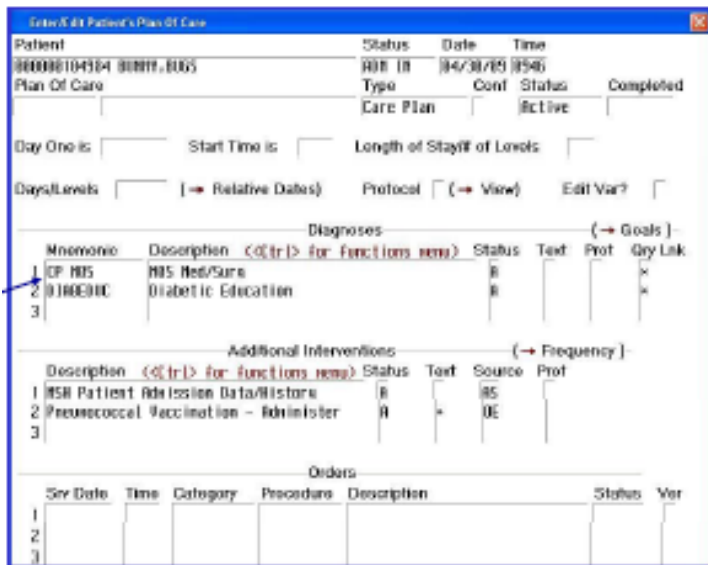 Enter/Edit Patient's Plan Of Care
Patient Status Date Time
000000104984 BUNNY,BUGS ADM IN 04/30/09 0946
Plan Of Care Type Conf Status Completed
Care Plan Active
Day One is Start Time is Length of Stay/# of Levels
Days/Levels (→ Relative Dates) Protocol (→ View) Edit Var?
Diagnoses (→ Goals)
Mnemonic Description (<Ctrl> for functions menu) Status Text Prot Qry Lnk
1 CP MOS MOS Med/Surg A *
2 DIABEDUC Diabetic Education A *
3
Additional Interventions (→ Frequency)
Description (<Ctrl> for functions menu) Status Text Source Prot
1 MSH Patient Admission Data/History A AS
2 Pneumococcal Vaccination - Administer A * OE
3
Orders
Srv Date Time Category Procedure Description Status Ver
1
2
3